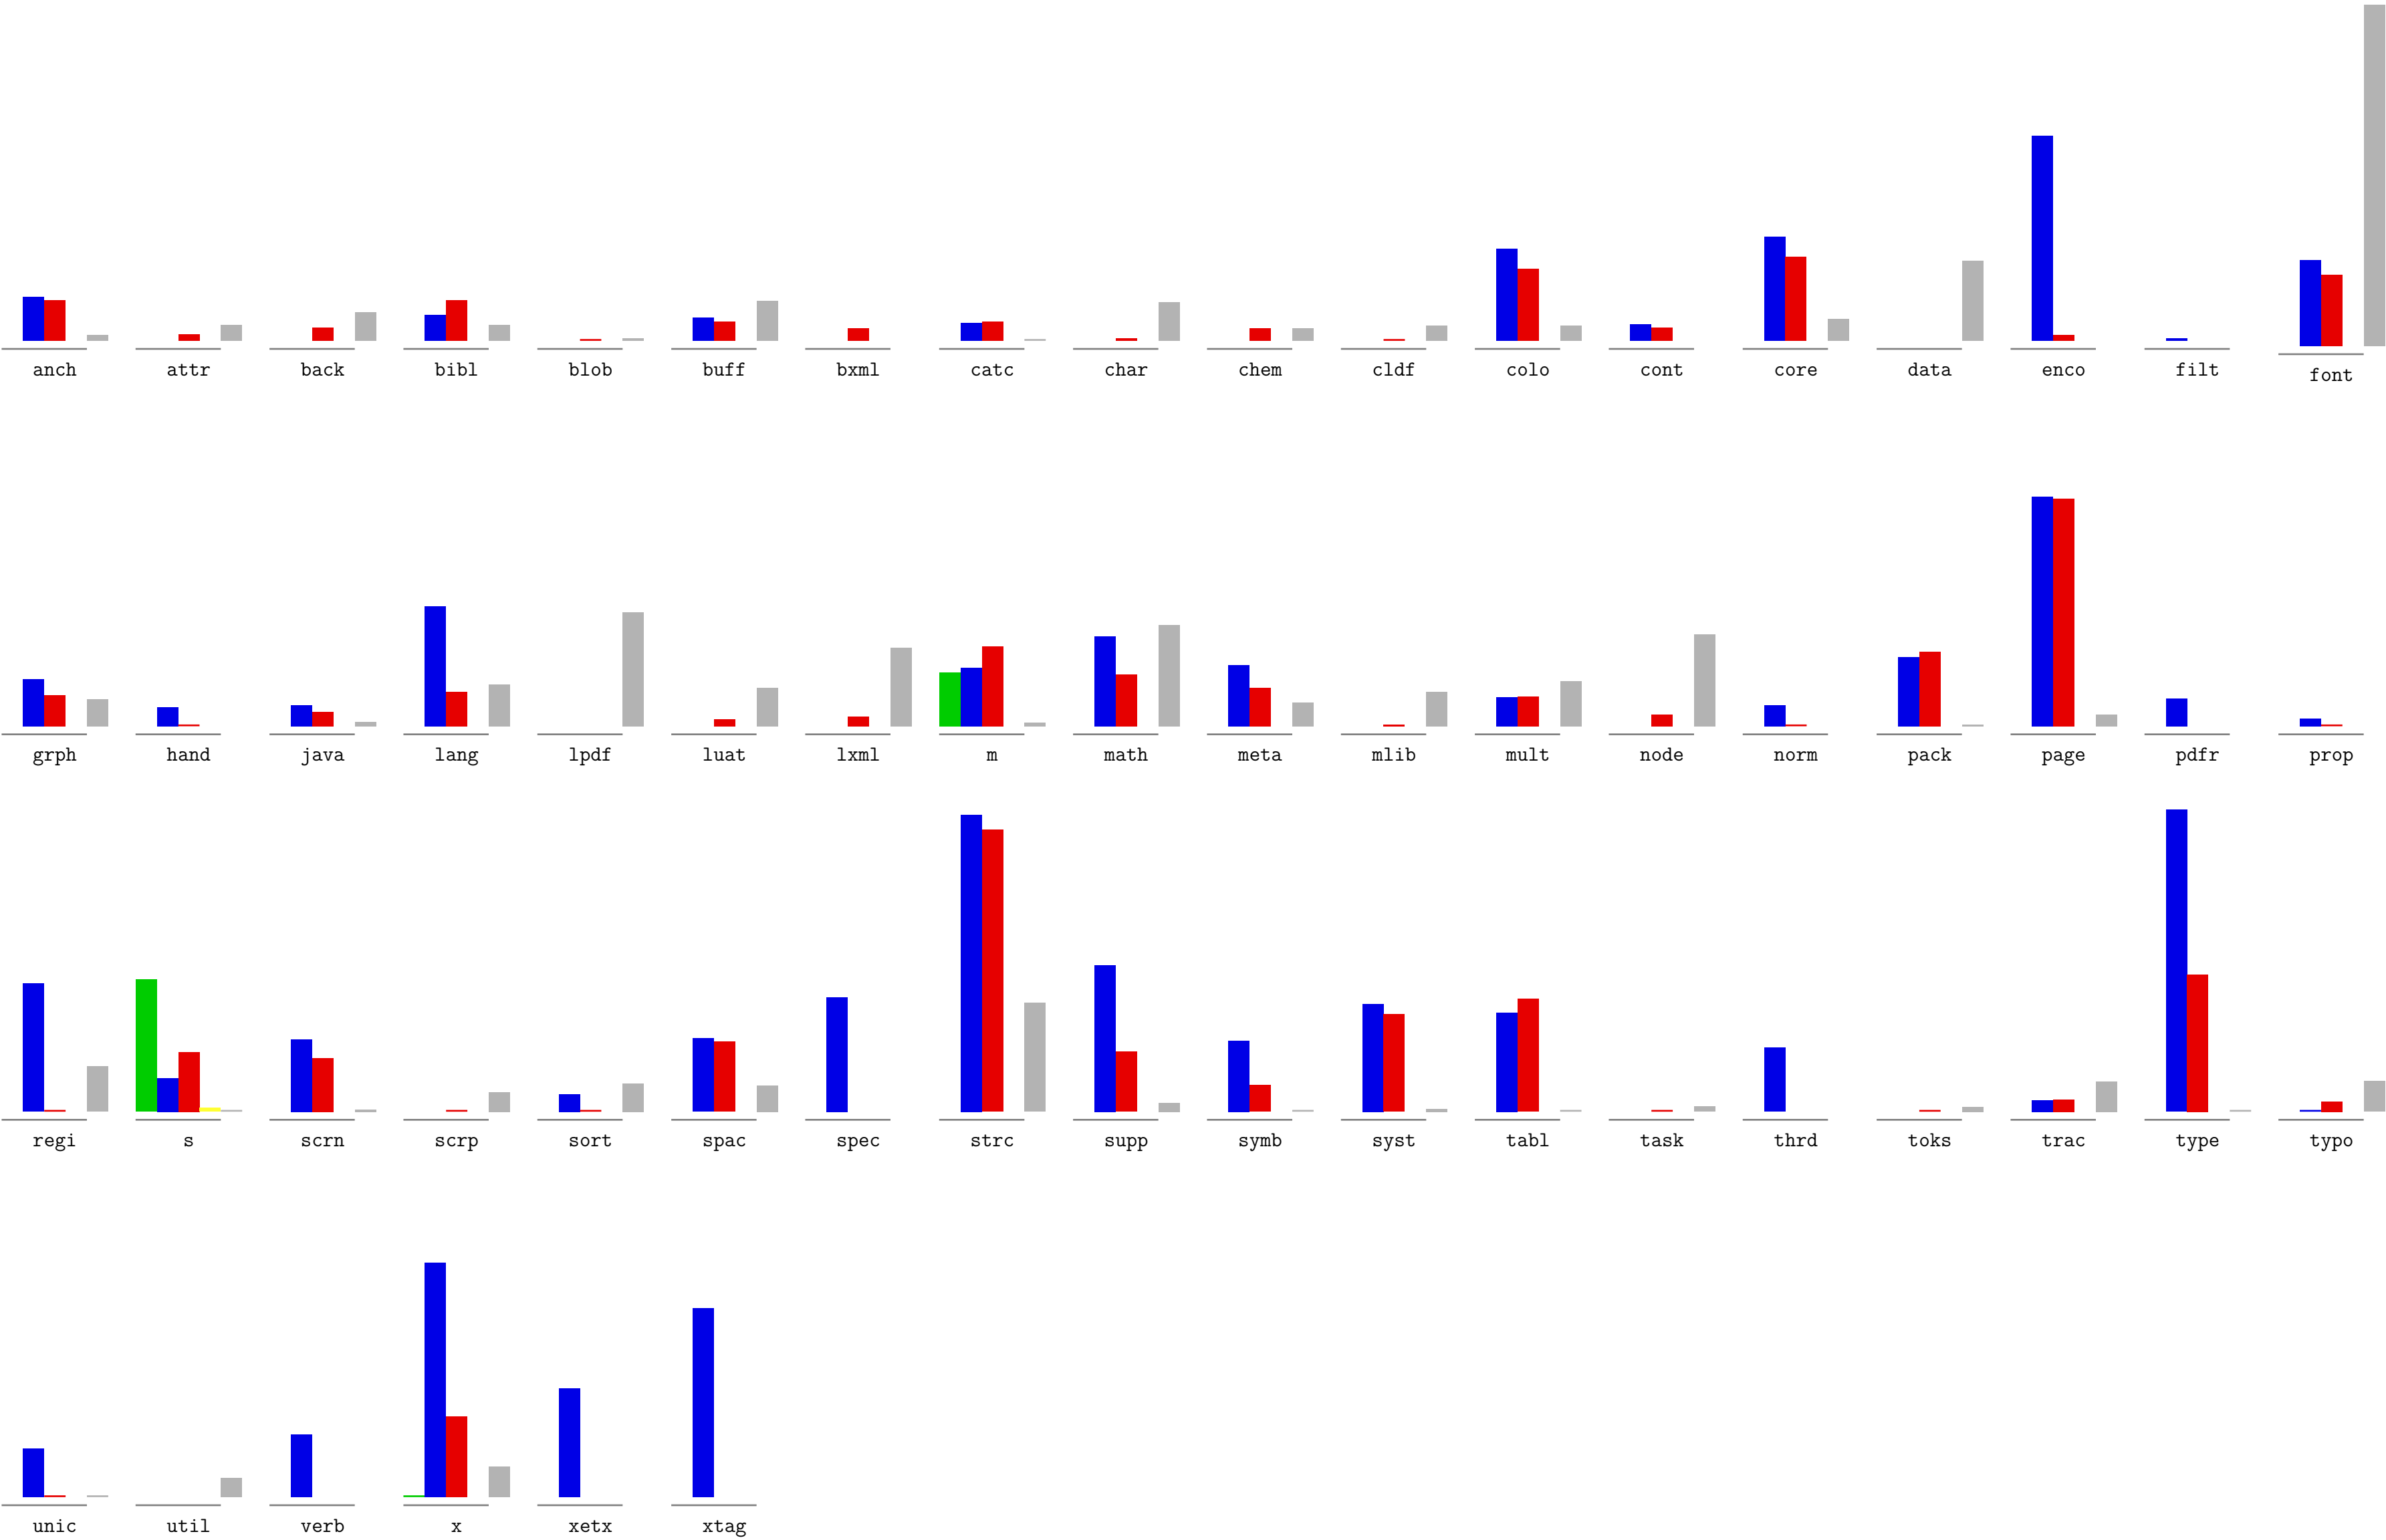 anch attr back bibl blob buff bxml catc char chem cldf colo cont core data enco filt font
grph hand java lang lpdf luat lxml m math meta mlib mult node norm pack page pdfr prop
regi s scrn scrp sort spac spec strc supp symb syst tabl task thrd toks trac type typo
unic util verb x xetx xtag